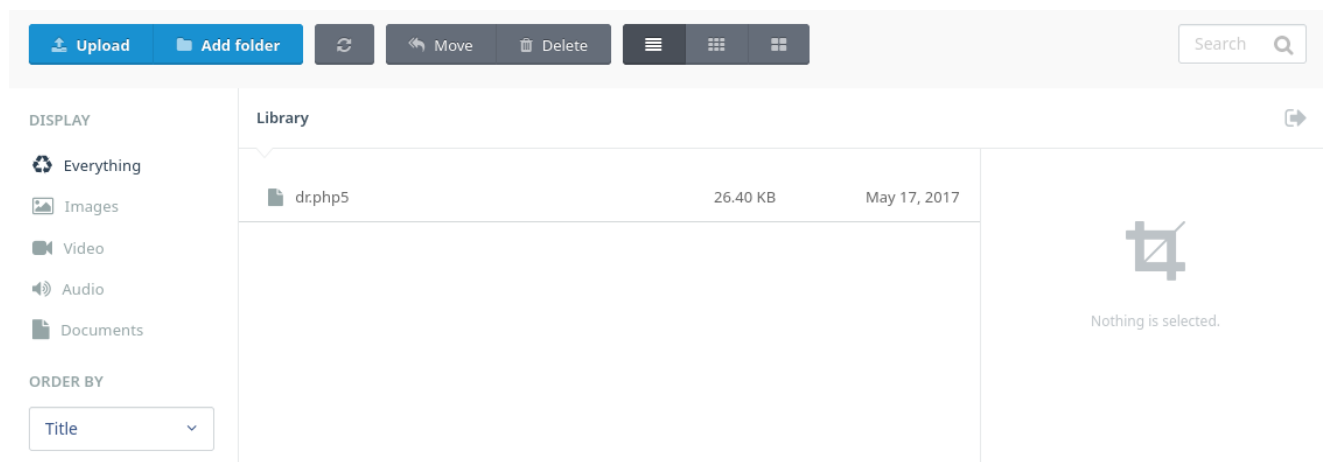 Upload Add folder Move Delete Search
DISPLAY
Everything
Images
Video
Audio
Documents
ORDER BY
Title
Library
dr.php5 26.40 KB May 17, 2017
Nothing is selected.